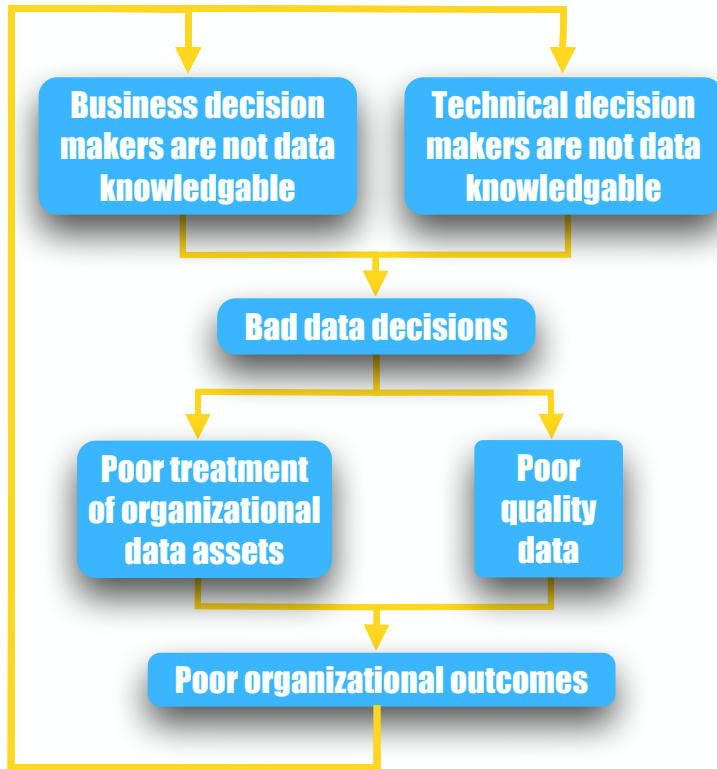 Business decision
makers are not data
knowledgable
Technical decision
makers are not data
knowledgable
Bad data decisions
Poor treatment
of organizational
data assets
Poor
quality
data
Poor organizational outcomes